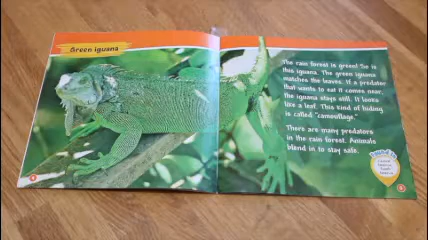 Green iguana
The rain forest is green! So is
this iguana. The green iguana
matches the leaves. If a predator
that wants to eat it comes near,
the iguana stays still. It looks
like a leaf. This kind of hiding
is called "camouflage."
There are many predators
in the rain forest. Animals
blend in to stay safe.